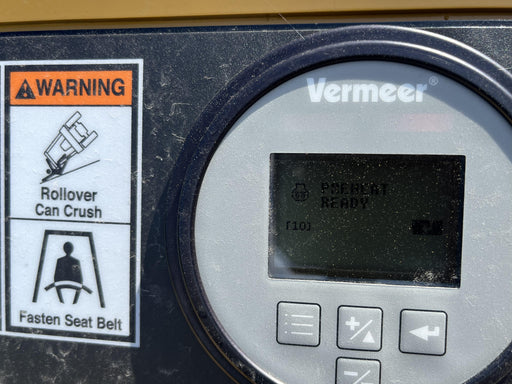 WARNING
Rollover
Can Crush
Fasten Seat Belt
Vermeer®
PREHEAT
READY
[10]
+/▲